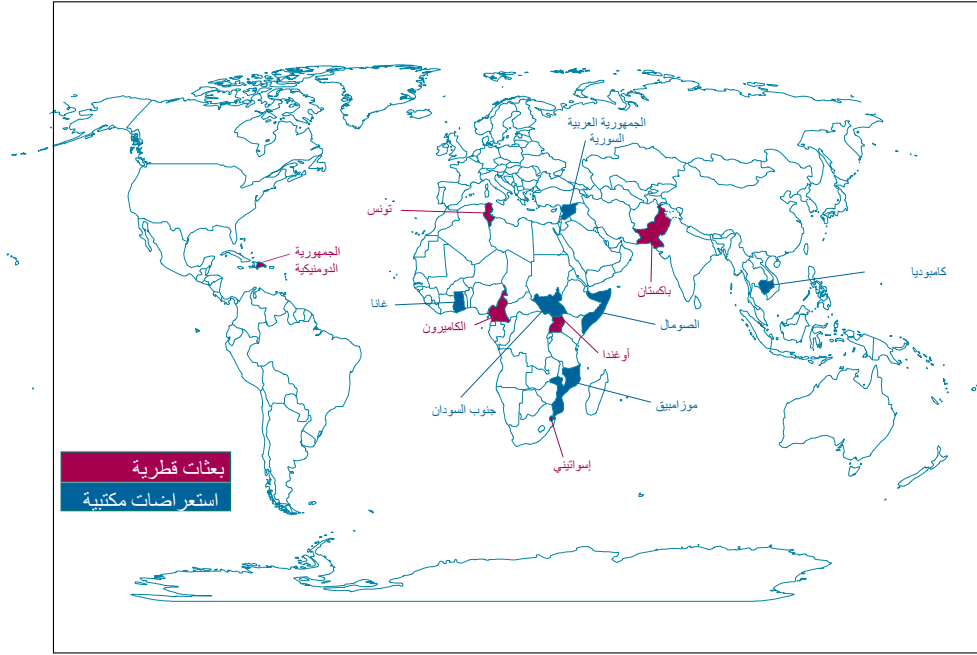 الجمهورية العربية
السورية
تونس
الجمهورية
الدومنيكية
كامبوديا
باكستان
غانا
الكاميرون
الصومال
أوغندا
جنوب السودان
موزامبيق
إسواتيني
بعثات قطرية
استعراضات مكتبية